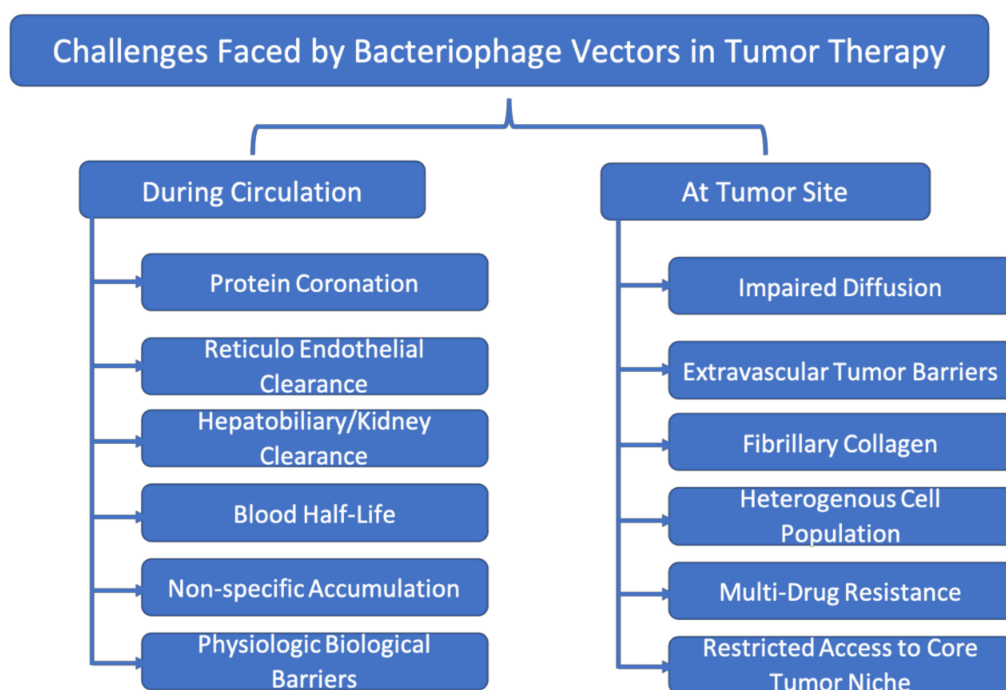 Challenges Faced by Bacteriophage Vectors in Tumor Therapy
During Circulation
Protein Coronation
Reticulo Endothelial
Clearance
Hepatobiliary/Kidney
Clearance
Blood Half-Life
Non-specific Accumulation
Physiologic Biological
Barriers
At Tumor Site
Impaired Diffusion
Extravascular Tumor Barriers
Fibrillary Collagen
Heterogenous Cell
Population
Multi-Drug Resistance
Restricted Access to Core
Tumor Niche